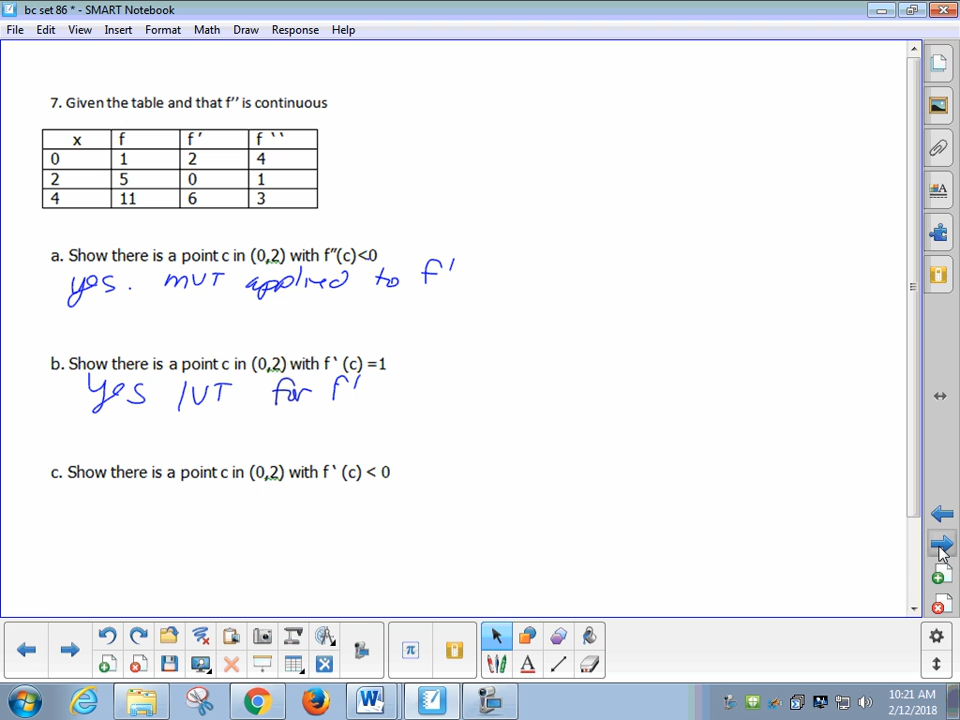 bc set 86 * - SMART Notebook
File Edit View Insert Format Math Draw Response Help
7. Given the table and that f’’ is continuous
x f f ’ f ‵‵
0 1 2 4
2 5 0 1
4 11 6 3
a. Show there is a point c in (0,2) with f”(c)<0
yes. MVT applied to f'
b. Show there is a point c in (0,2) with f ‵ (c) =1
Yes IVT for f'
c. Show there is a point c in (0,2) with f ‵ (c) < 0
π
A
W
10:21 AM
2/12/2018